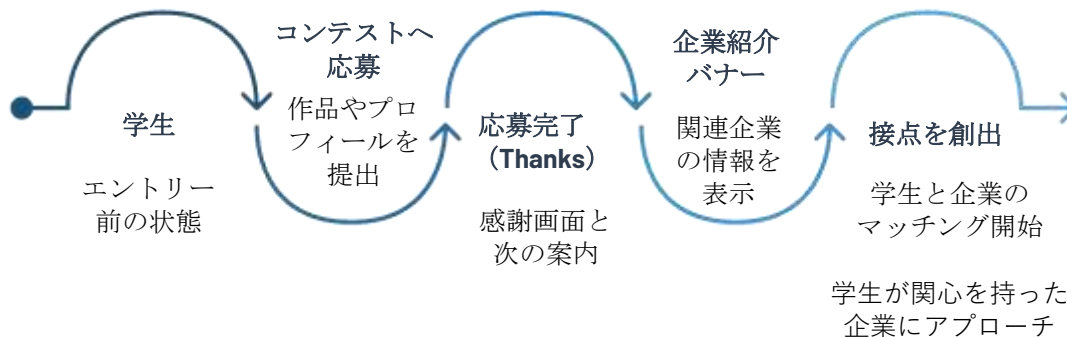 学生
エントリー
前の状態
コンテストへ
応募
作品やプロ
フィールを
提出
応募完了
（Thanks）
感謝画面と
次の案内
企業紹介
バナー
関連企業
の情報を
表示
接点を創出
学生と企業の
マッチング開始
学生が関心を持った
企業にアプローチ